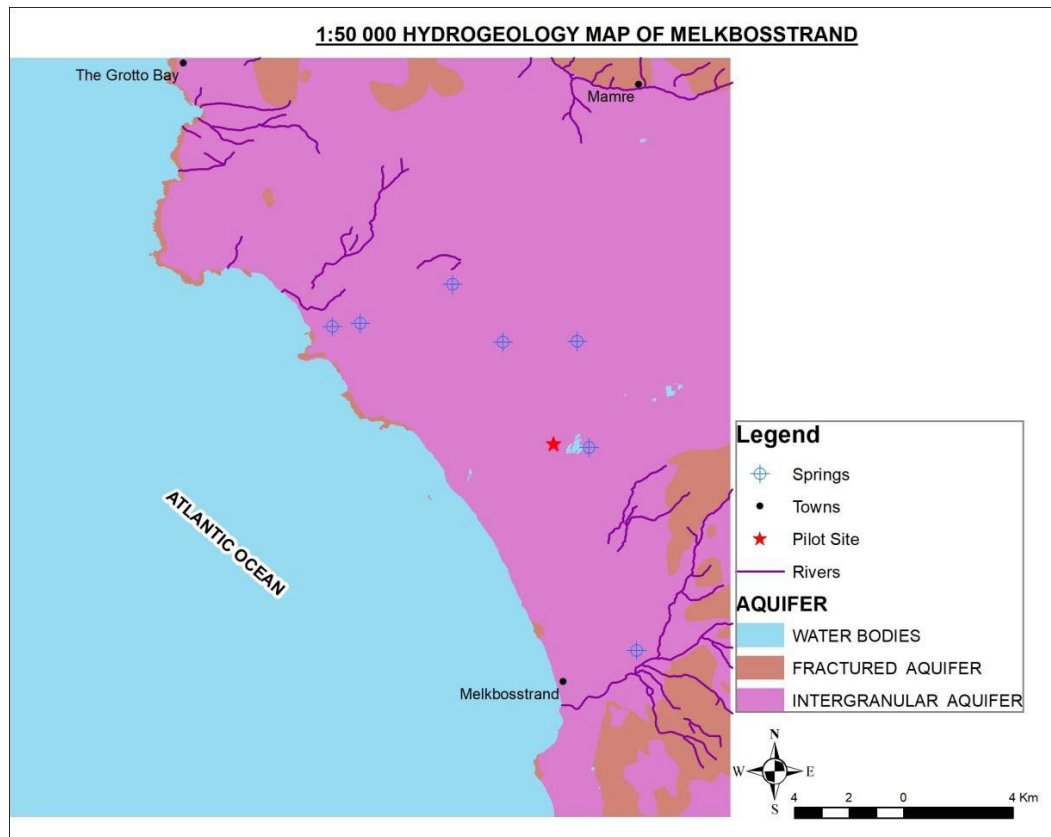 1:50 000 HYDROGEOLOGY MAP OF MELKBOSSTRAND
The Grotto Bay
Mamre
ATLANTIC OCEAN
Melkbosstrand
Legend
Springs
Towns
Pilot Site
Rivers
AQUIFER
WATER BODIES
FRACTURED AQUIFER
INTERGRANULAR AQUIFER
N
W E
S
4 2 0 4 Km